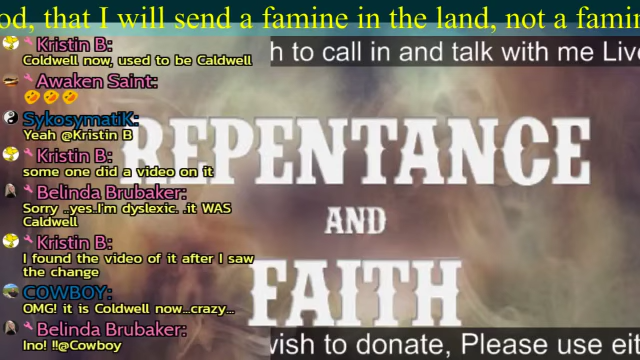 od, that I will send a famine in the land, not a famin
Kristin B:
Coldwell now, used to be Caldwell
h to call in and talk with me Live
Awaken Saint:
SykosymatiK:
Yeah @Kristin B
REPENTANCE
Kristin B:
some one did a video on it
Belinda Brubaker:
Sorry ..yes.I'm dyslexic. .it WAS
Caldwell
AND
Kristin B:
I found the video of it after I saw
the change
FAITH
COWBOY:
OMG! it is Coldwell now...crazy...
Belinda Brubaker:
Ino! !!@Cowboy
wish to donate, Please use eit